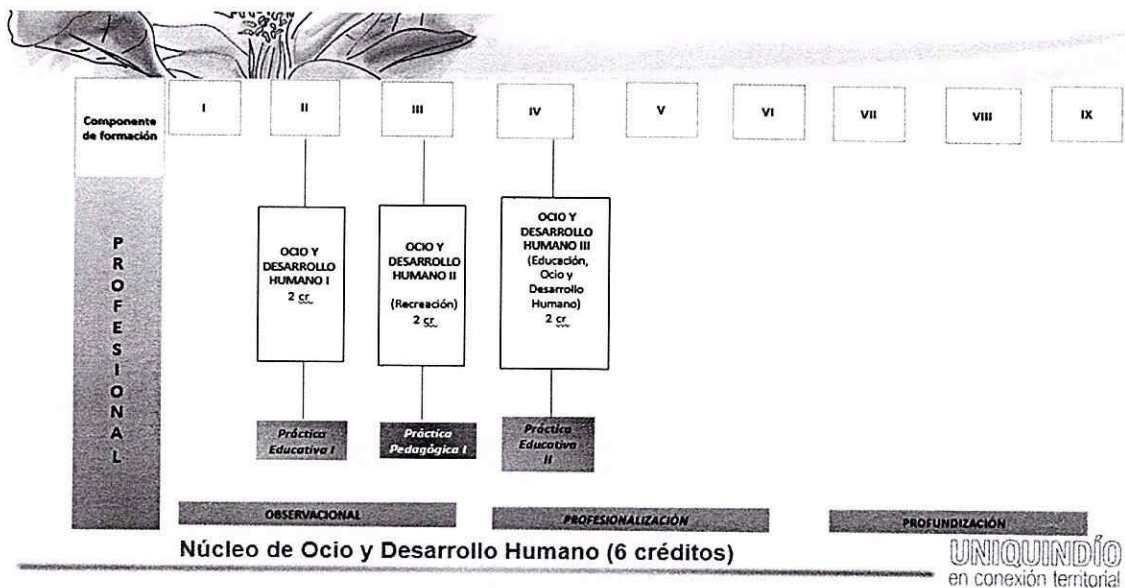 Componente
de formación
I
II
III
IV
V
VI
VII
VIII
IX
PROFESIONAL
OCIO Y
DESARROLLO
HUMANO I
2 cr
OCIO Y
DESARROLLO
HUMANO II
(Recreación)
2 cr
OCIO Y
DESARROLLO
HUMANO III
(Educación,
Ocio y
Desarrollo
Humano)
2 cr
Práctica
Educativa I
Práctica
Pedagógica I
Práctica
Educativa
II
OBSERVACIONAL
PROFESIONALIZACIÓN
PROFUNDIZACIÓN
Núcleo de Ocio y Desarrollo Humano (6 créditos)
UNIQUINDÍO
en conexión territorial